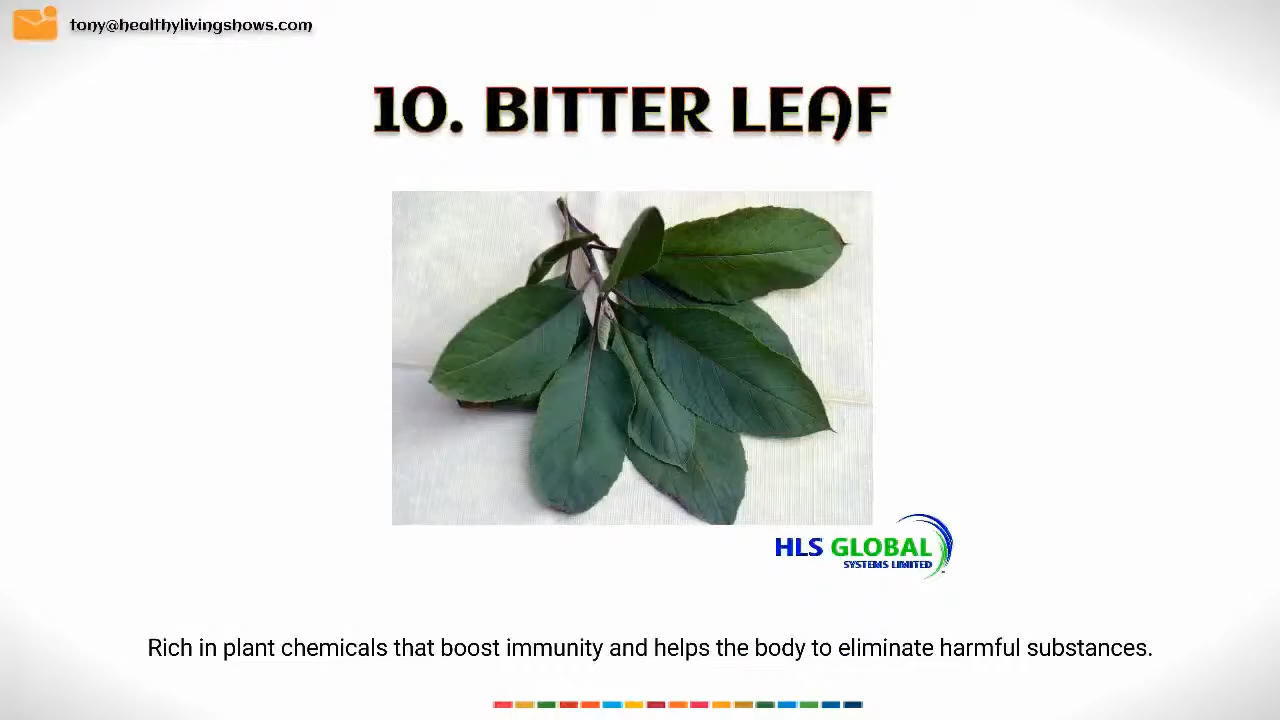 tony@healthylivingshows.com
10. BITTER LEAF
HLS GLOBAL
SYSTEMS LIMITED
Rich in plant chemicals that boost immunity and helps the body to eliminate harmful substances.